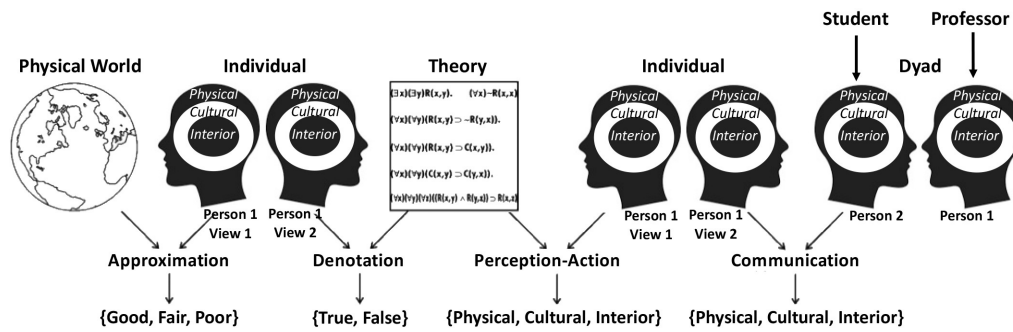 Student Professor
Physical World Individual Theory Individual Dyad
Physical Physical Physical Physical Physical Physical
Cultural Cultural Cultural Cultural Cultural Cultural
Interior Interior Interior Interior Interior Interior
(∃x)(∃y)R(x,y). (∀x)~R(x,x)
(∀x)(∀y)(R(x,y) ⊃ ~R(y,x)).
(∀x)(∀y)(R(x,y) ⊃ C(x,y)).
(∀x)(∀y)(C(x,y) ⊃ C(y,x)).
(∀x)(∀y)(∀z)((R(x,y) ∧ R(y,z)) ⊃ R(x,z))
Person 1 Person 1 Person 1 Person 1 Person 2 Person 1
View 1 View 2 View 1 View 2
Approximation Denotation Perception-Action Communication
{Good, Fair, Poor} {True, False} {Physical, Cultural, Interior} {Physical, Cultural, Interior}